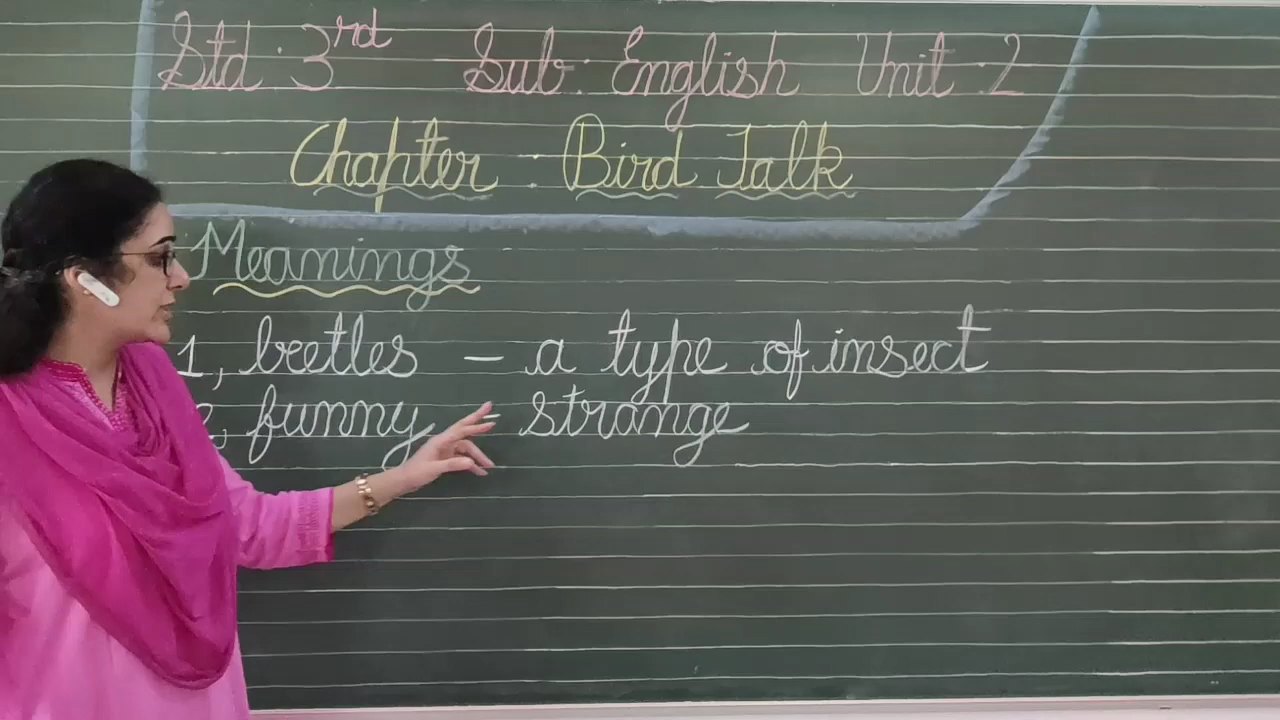 Std : 3rd Sub : English Unit : 2
Chapter : Bird Talk
Meanings
1, beetles - a type of insect
2, funny - strange